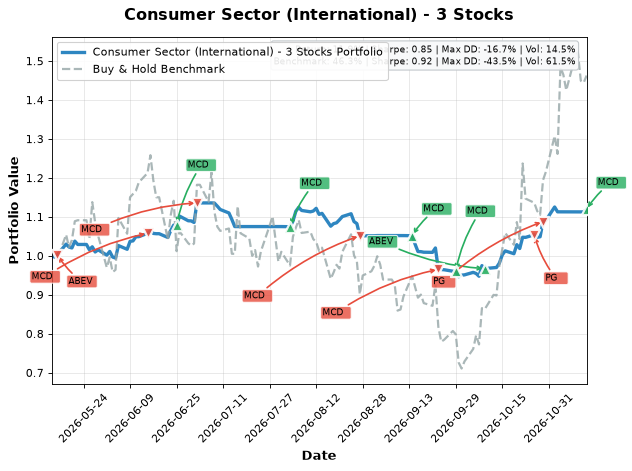 Consumer Sector (International) - 3 Stocks
Consumer Sector (International) - 3 Stocks Portfolio
Buy & Hold Benchmark
rpe: 0.85 | Max DD: -16.7% | Vol: 14.5%
Benchmark: 46.3% | Sharpe: 0.92 | Max DD: -43.5% | Vol: 61.5%
Portfolio Value
1.5
1.4
1.3
1.2
1.1
1.0
0.9
0.8
0.7
MCD
MCD
MCD
MCD
MCD
MCD
ABEV
MCD
ABEV
PG
PG
MCD
MCD
MCD
2026-05-24
2026-06-09
2026-06-25
2026-07-11
2026-07-27
2026-08-12
2026-08-28
2026-09-13
2026-09-29
2026-10-15
2026-10-31
Date